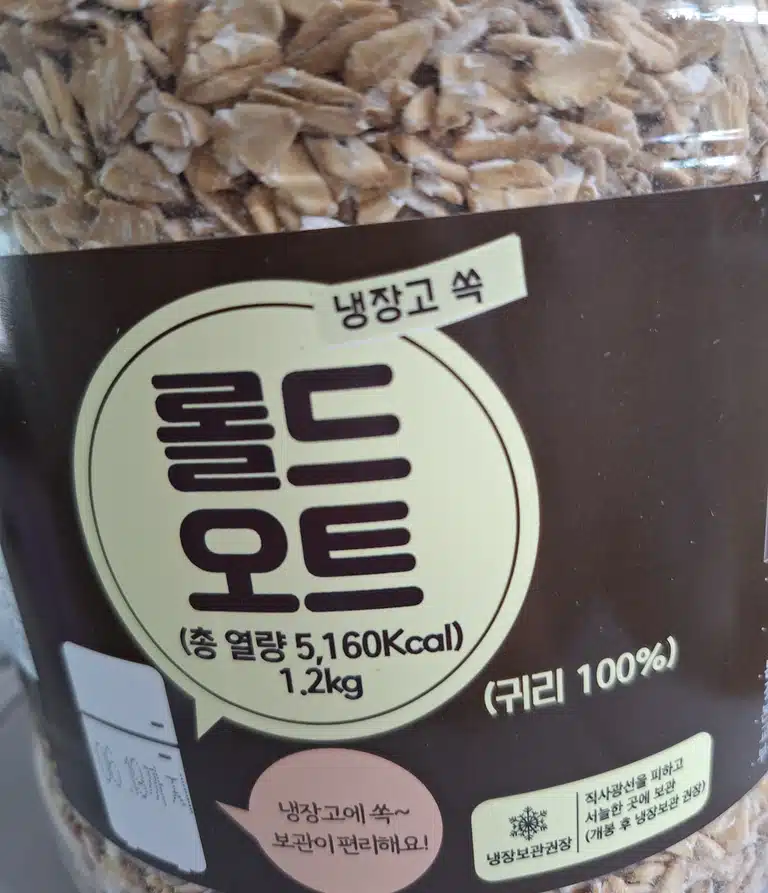 냉장고 쏙
롤드
오트
(총 열량 5,160Kcal)
1.2kg
(귀리 100%)
냉장고에 쏙~
보관이 편리해요!
냉장보관권장
직사광선을 피하고
서늘한 곳에 보관
(개봉 후 냉장보관 권장)